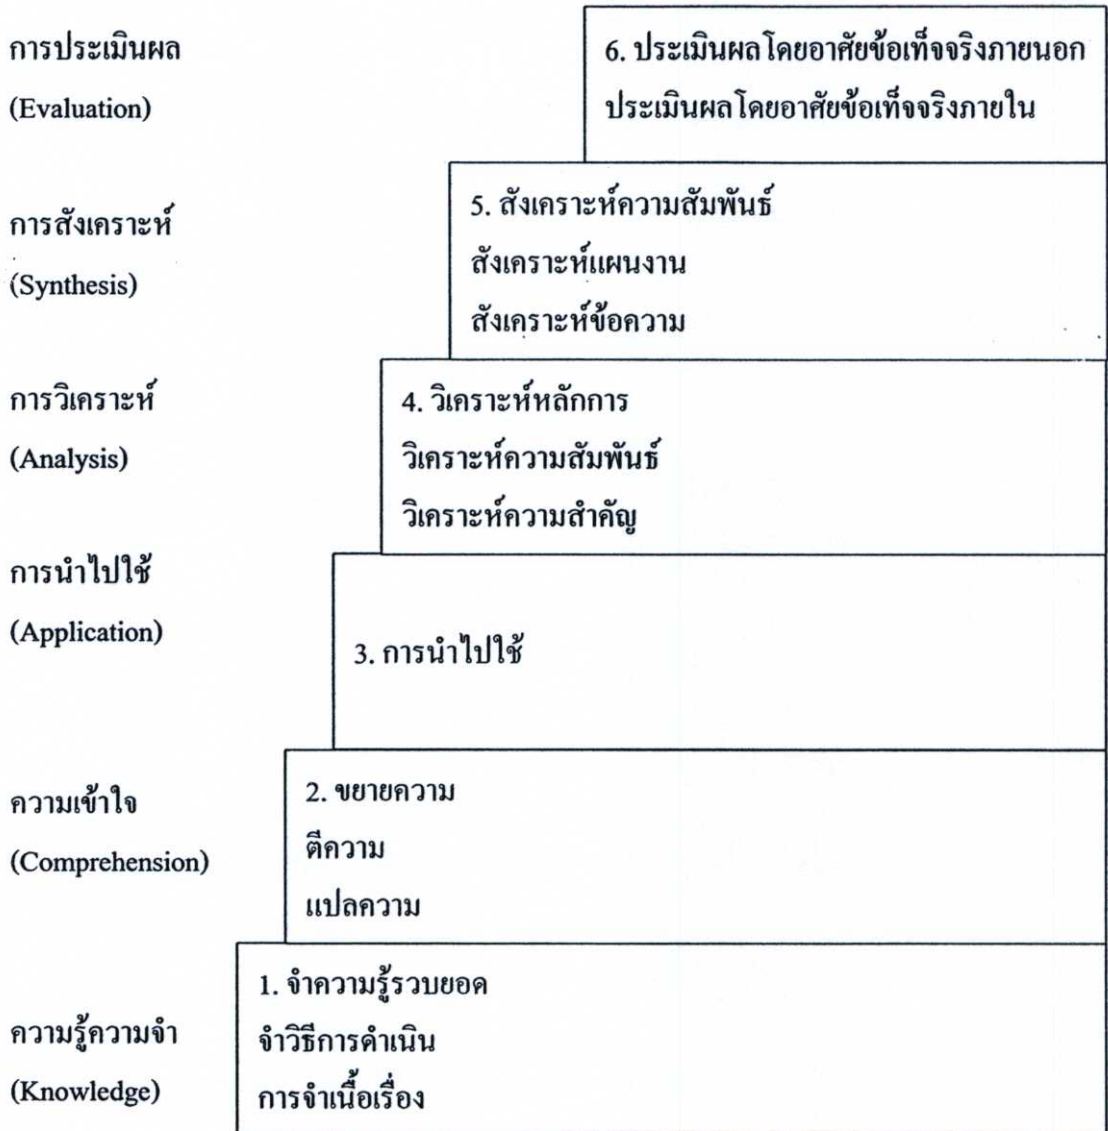 การประเมินผล
(Evaluation)
6. ประเมินผลโดยอาศัยข้อเท็จจริงภายนอก
ประเมินผลโดยอาศัยข้อเท็จจริงภายใน
การสังเคราะห์
(Synthesis)
5. สังเคราะห์ความสัมพันธ์
สังเคราะห์แผนงาน
สังเคราะห์ข้อความ
การวิเคราะห์
(Analysis)
4. วิเคราะห์หลักการ
วิเคราะห์ความสัมพันธ์
วิเคราะห์ความสำคัญ
การนำไปใช้
(Application)
3. การนำไปใช้
ความเข้าใจ
(Comprehension)
2. ขยายความ
ตีความ
แปลความ
ความรู้ความจำ
(Knowledge)
1. จำความรู้รวบยอด
จำวิธีการดำเนิน
การจำเนื้อเรื่อง